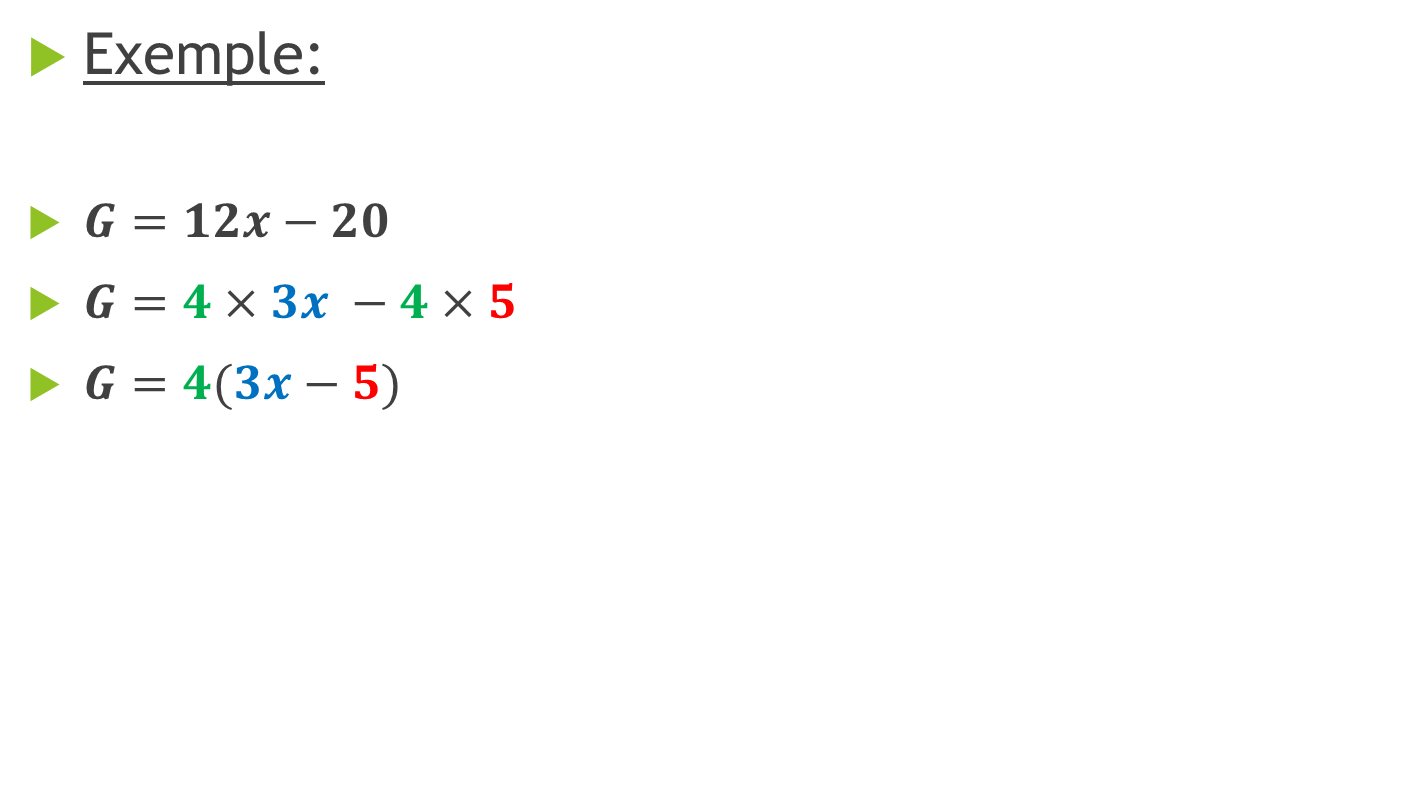 Exemple:
G = 12x − 20
G = 4 × 3x − 4 × 5
G = 4(3x − 5)